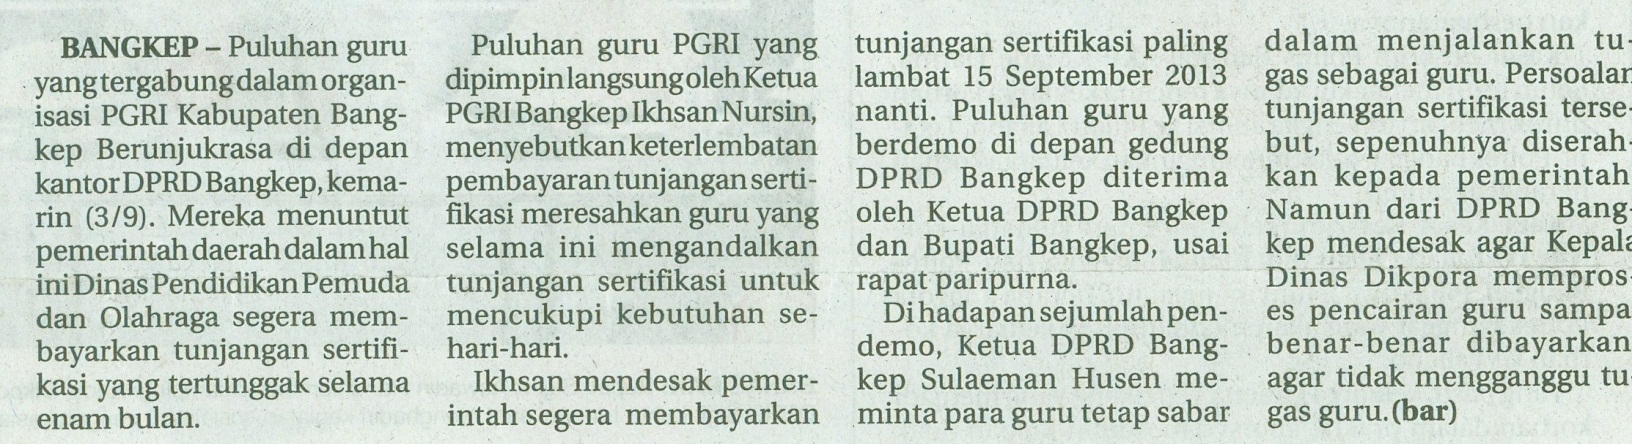 BANGKEP – Puluhan guru
yang tergabung dalam organ-
isasi PGRI Kabupaten Bang-
kep Berunjukrasa di depan
kantor DPRD Bangkep, kema-
rin (3/9). Mereka menuntut
pemerintah daerah dalam hal
ini Dinas Pendidikan Pemuda
dan Olahraga segera mem-
bayarkan tunjangan sertifi-
kasi yang tertunggak selama
enam bulan.
Puluhan guru PGRI yang
dipimpin langsung oleh Ketua
PGRI Bangkep Ikhsan Nursin,
menyebutkan keterlembatan
pembayaran tunjangan serti-
fikasi meresahkan guru yang
selama ini mengandalkan
tunjangan sertifikasi untuk
mencukupi kebutuhan se-
hari-hari.
Ikhsan mendesak pemer-
intah segera membayarkan
tunjangan sertifikasi paling
lambat 15 September 2013
nanti. Puluhan guru yang
berdemo di depan gedung
DPRD Bangkep diterima
oleh Ketua DPRD Bangkep
dan Bupati Bangkep, usai
rapat paripurna.
Di hadapan sejumlah pen-
demo, Ketua DPRD Bang-
kep Sulaeman Husen me-
minta para guru tetap sabar
dalam menjalankan tu-
gas sebagai guru. Persoalan
tunjangan sertifikasi terse-
but, sepenuhnya diserah-
kan kepada pemerintah
Namun dari DPRD Bang-
kep mendesak agar Kepala
Dinas Dikpora mempros-
es pencairan guru sampa
benar-benar dibayarkan
agar tidak mengganggu tu-
gas guru. (bar)